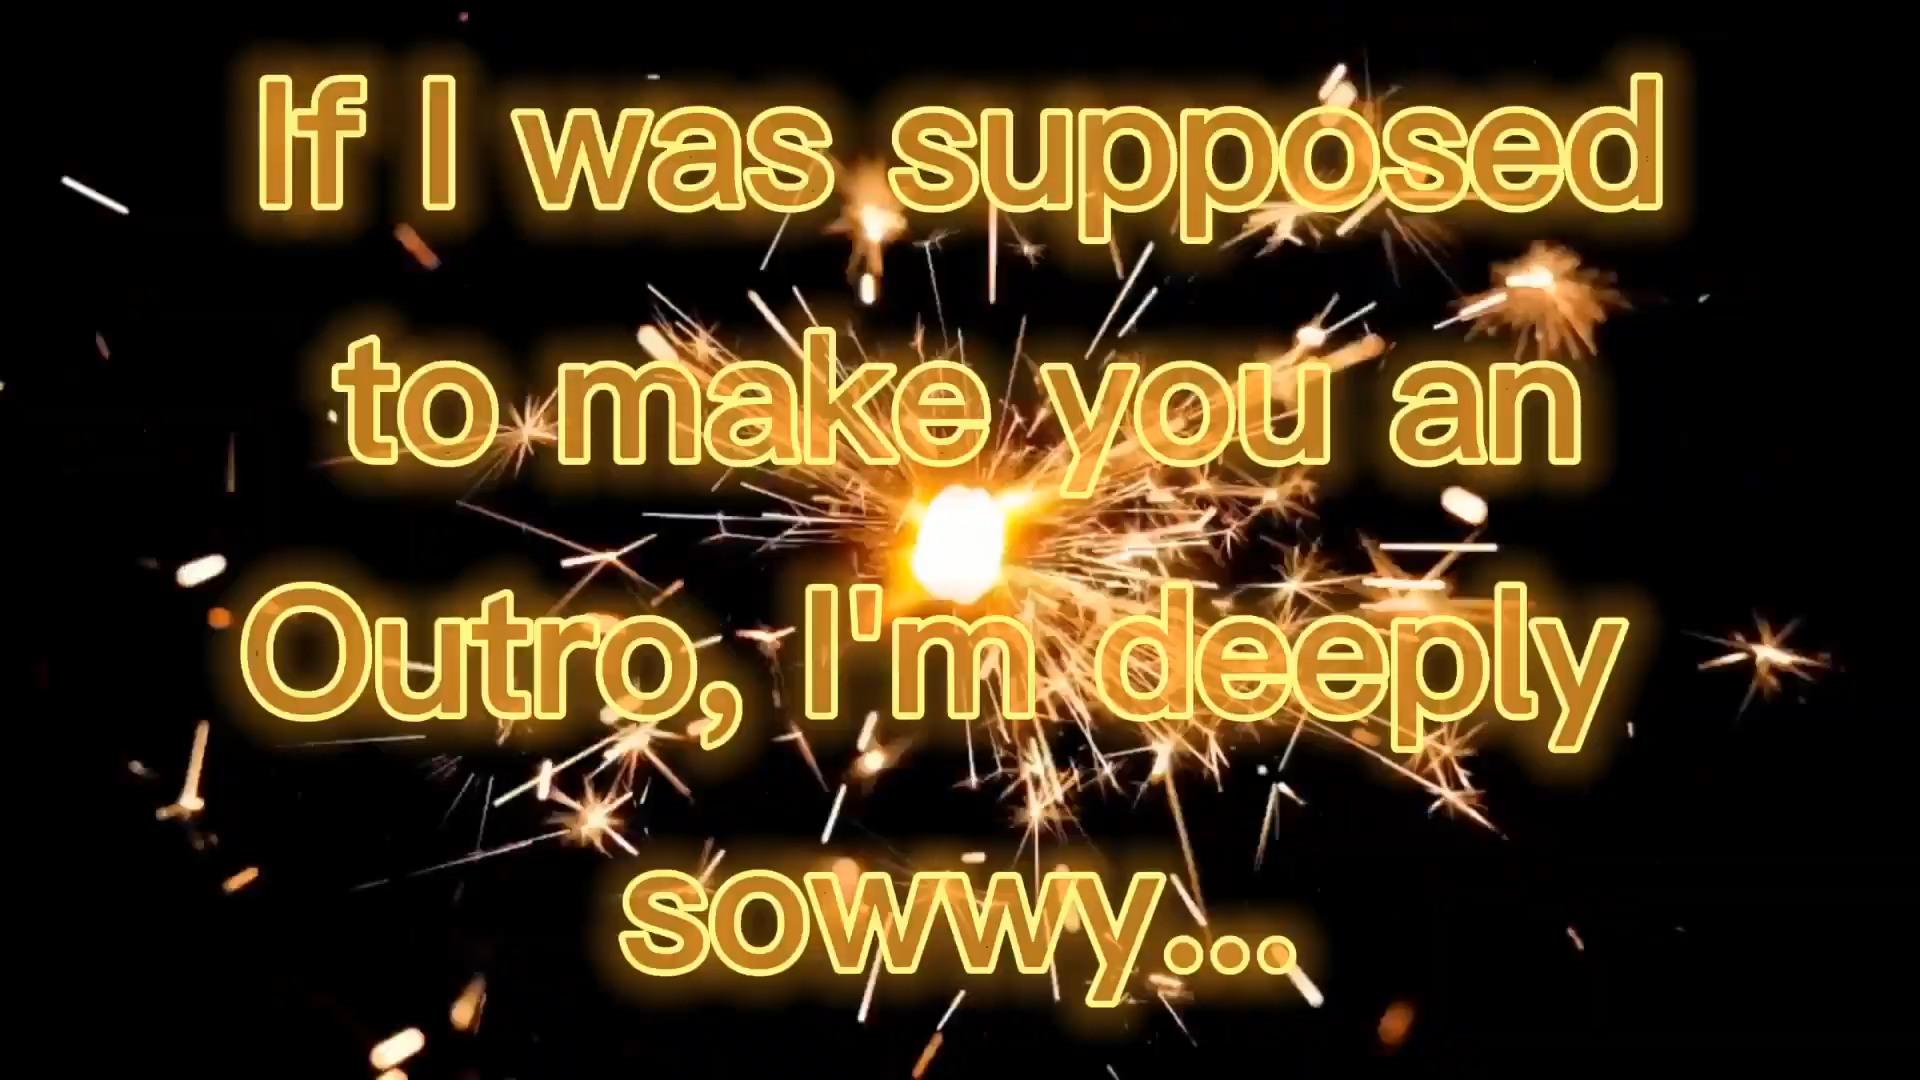 If I was supposed
to make you an
Outro, I'm deeply
sowwy...